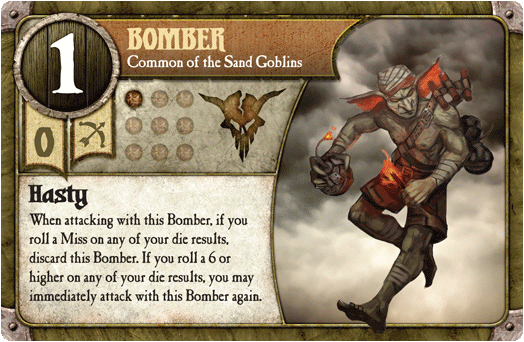 BOMBER
Common of the Sand Goblins
1
0
Hasty
When attacking with this Bomber, if you
roll a Miss on any of your die results,
discard this Bomber. If you roll a 6 or
higher on any of your die results, you may
immediately attack with this Bomber again.